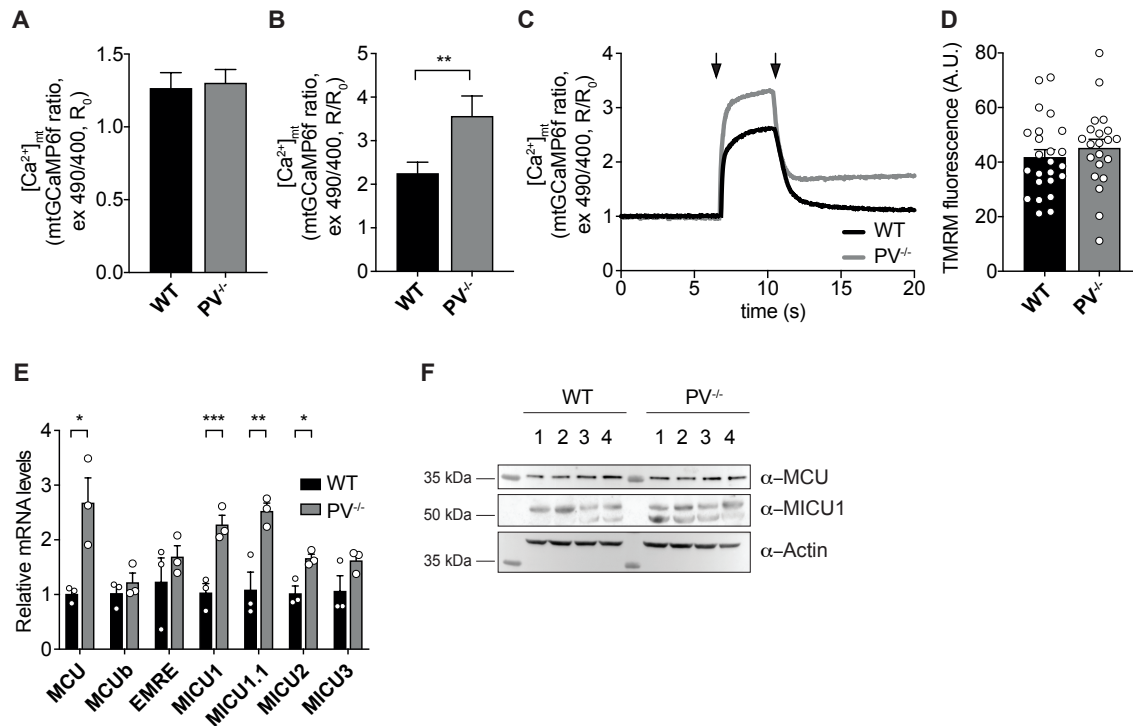 A
[Ca²⁺]mt
(mtGCaMP6f ratio,
ex 490/400, R₀)
1.5
1.0
0.5
0.0
WT
PV⁻/⁻
B
[Ca²⁺]mt
(mtGCaMP6f ratio,
ex 490/400, R/R₀)
5
4
3
2
1
0
**
WT
PV⁻/⁻
C
[Ca²⁺]mt
(mtGCaMP6f ratio,
ex 490/400, R/R₀)
4
3
2
1
0
0 5 10 15 20
time (s)
WT
PV⁻/⁻
D
TMRM fluorescence (A.U.)
80
60
40
20
0
WT
PV⁻/⁻
E
Relative mRNA levels
4
3
2
1
0
* *** ** *
WT
PV⁻/⁻
MCU
MCUb
EMRE
MICU1
MICU1.1
MICU2
MICU3
F
WT PV⁻/⁻
1 2 3 4 1 2 3 4
35 kDa α–MCU
50 kDa α–MICU1
35 kDa α–Actin